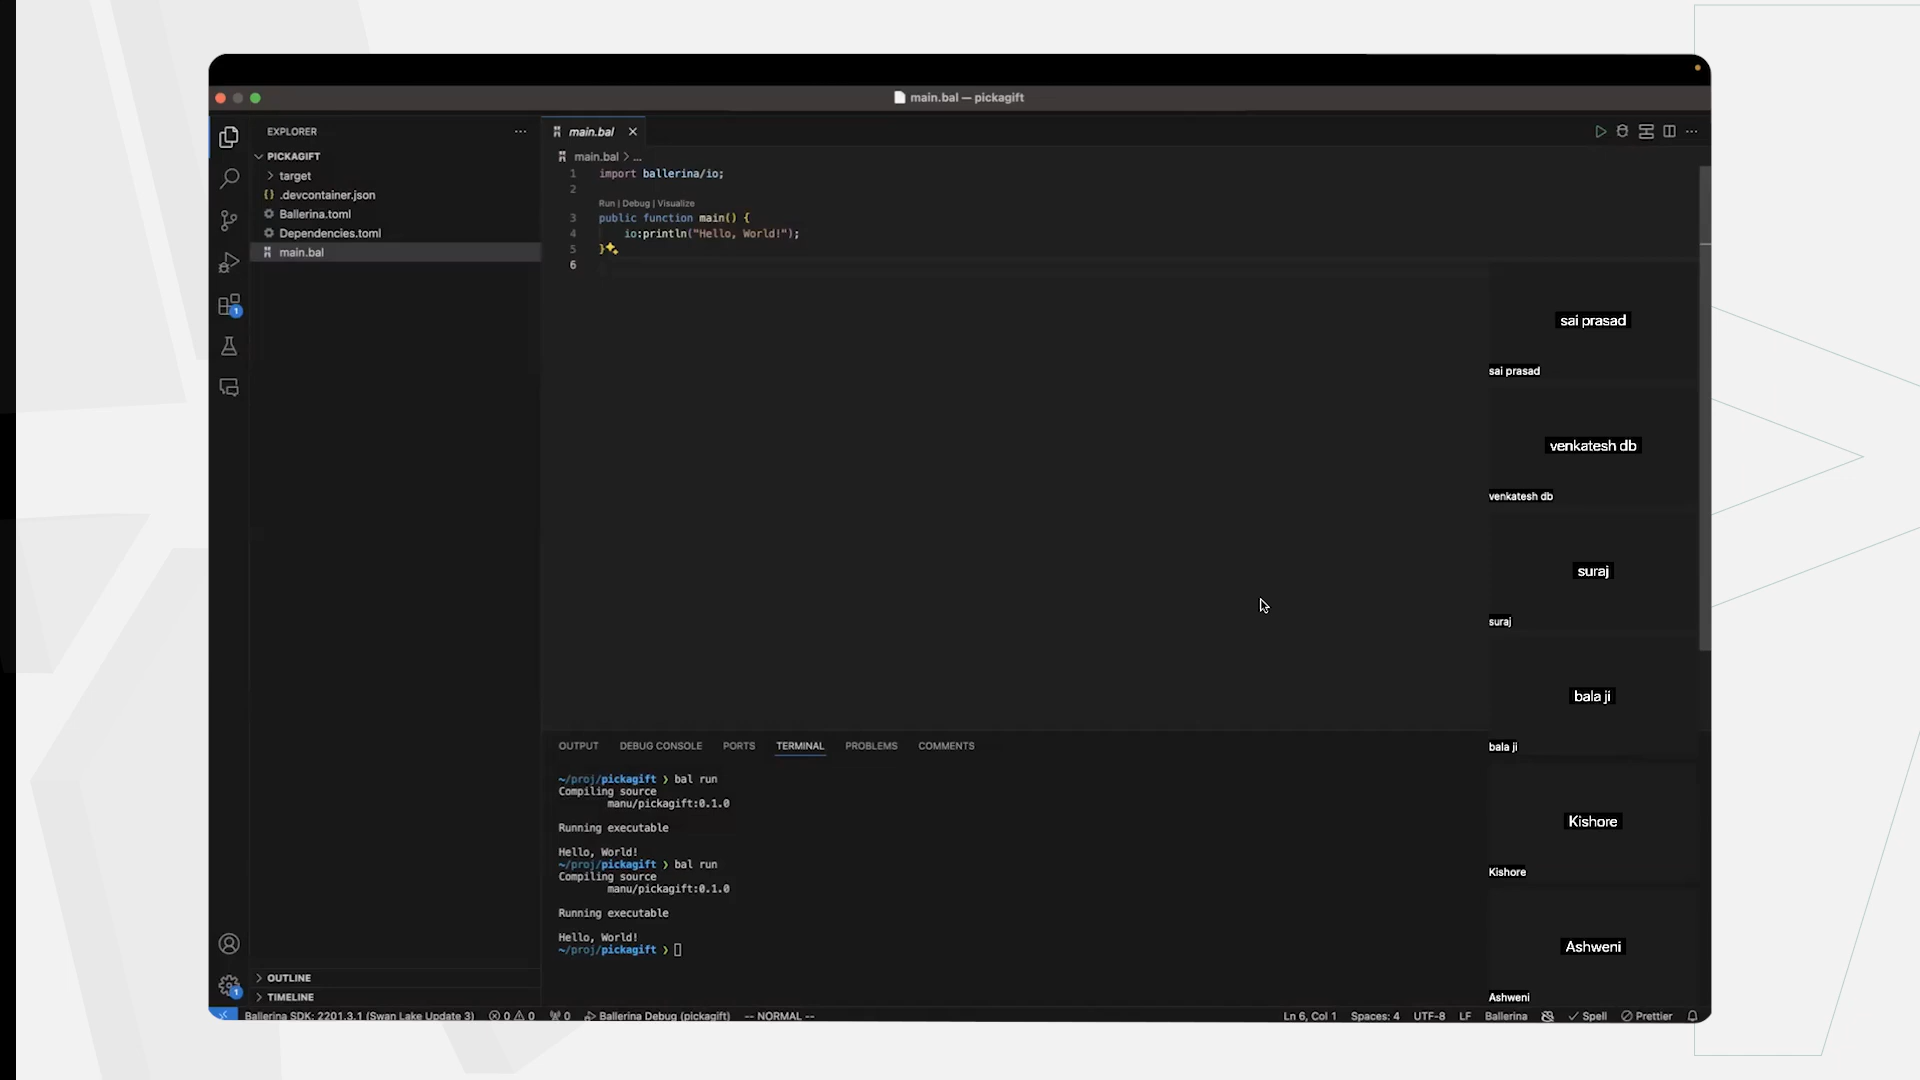 main.bal — pickagift
EXPLORER
PICKAGIFT
target
{} .devcontainer.json
Ballerina.toml
Dependencies.toml
main.bal
OUTLINE
TIMELINE
main.bal
main.bal > ...
1 import ballerina/io;
2
Run | Debug | Visualize
3 public function main() {
4 io:println("Hello, World!");
5 }
6
OUTPUT DEBUG CONSOLE PORTS TERMINAL PROBLEMS COMMENTS
~/proj/pickagift ❯ bal run
Compiling source
manu/pickagift:0.1.0
Running executable
Hello, World!
~/proj/pickagift ❯ bal run
Compiling source
manu/pickagift:0.1.0
Running executable
Hello, World!
~/proj/pickagift ❯
sai prasad
sai prasad
venkatesh db
venkatesh db
suraj
suraj
bala ji
bala ji
Kishore
Kishore
Ashweni
Ashweni
1
1
Ballerina SDK: 2201.3.1 (Swan Lake Update 3) 0 0 0 Ballerina Debug (pickagift) -- NORMAL -- Ln 6, Col 1 Spaces: 4 UTF-8 LF Ballerina Spell Prettier